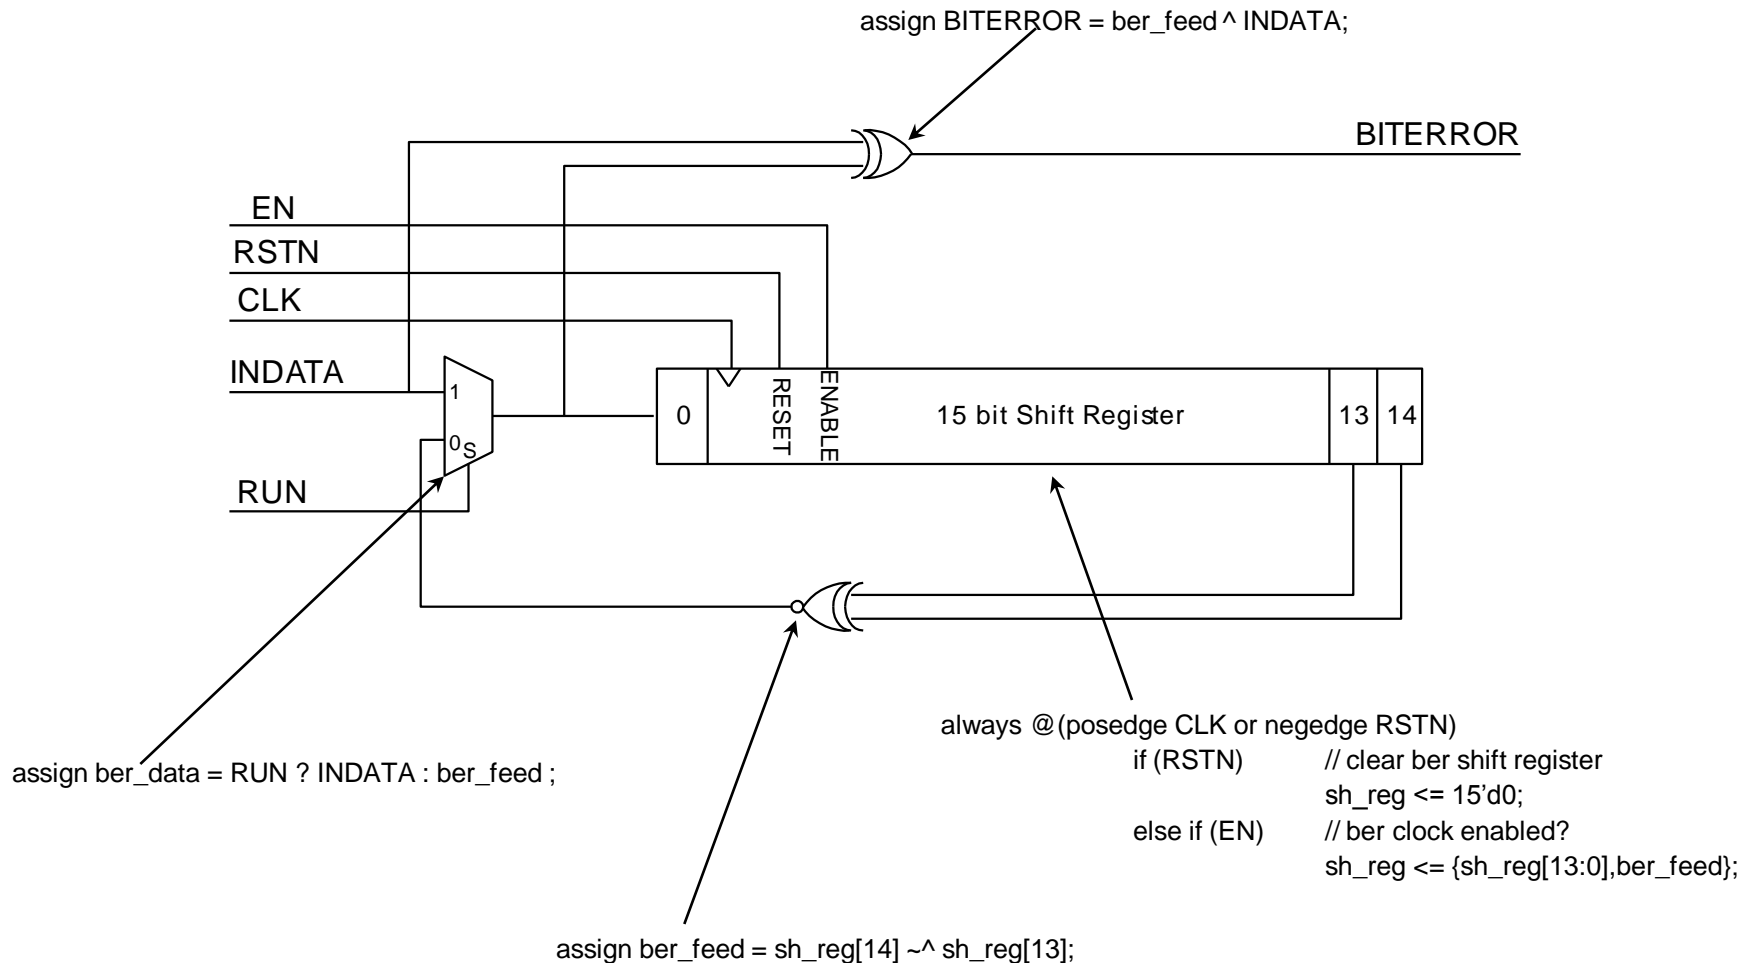 assign BITERROR = ber_feed ^ INDATA;
BITERROR
EN
RSTN
CLK
INDATA
1
0
S
RUN
0
RESET
ENABLE
15 bit Shift Register
13
14
always @(posedge CLK or negedge RSTN)
if (RSTN) // clear ber shift register
sh_reg <= 15'd0;
else if (EN) // ber clock enabled?
sh_reg <= {sh_reg[13:0],ber_feed};
assign ber_data = RUN ? INDATA : ber_feed ;
assign ber_feed = sh_reg[14] ~^ sh_reg[13];